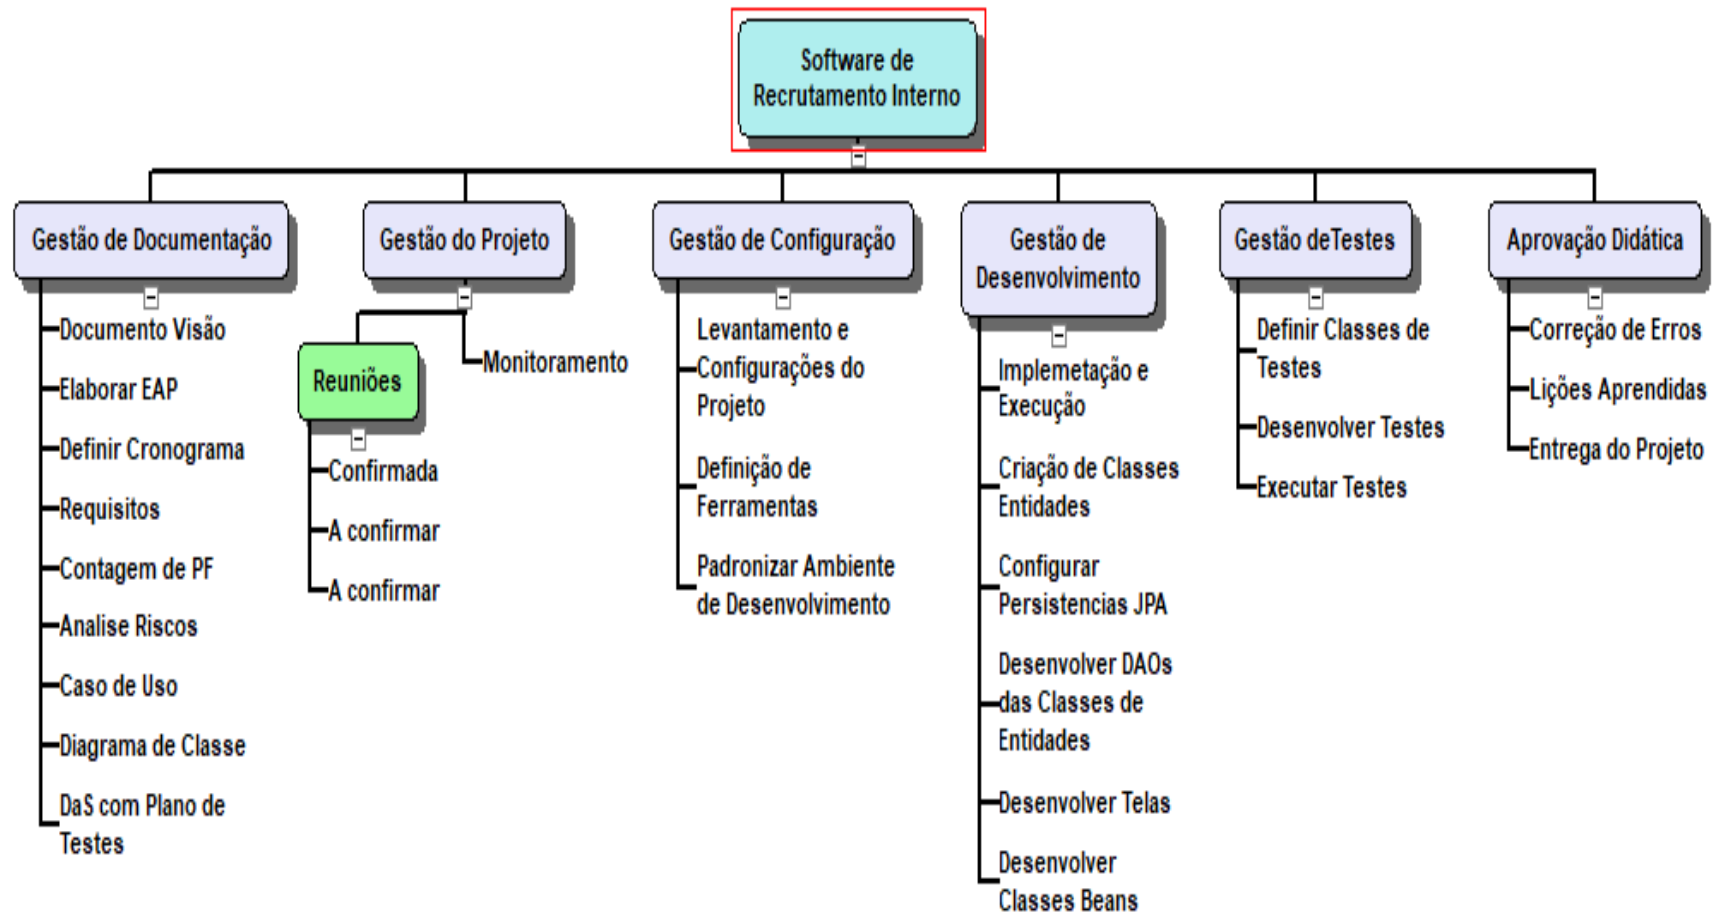 Software de
Recrutamento Interno
Gestão de Documentação
Documento Visão
Elaborar EAP
Definir Cronograma
Requisitos
Contagem de PF
Analise Riscos
Caso de Uso
Diagrama de Classe
DaS com Plano de
Testes
Gestão do Projeto
Reuniões
Confirmada
A confirmar
A confirmar
Monitoramento
Gestão de Configuração
Levantamento e
Configurações do
Projeto
Definição de
Ferramentas
Padronizar Ambiente
de Desenvolvimento
Gestão de
Desenvolvimento
Implemetação e
Execução
Criação de Classes
Entidades
Configurar
Persistencias JPA
Desenvolver DAOs
das Classes de
Entidades
Desenvolver Telas
Desenvolver
Classes Beans
Gestão deTestes
Definir Classes de
Testes
Desenvolver Testes
Executar Testes
Aprovação Didática
Correção de Erros
Lições Aprendidas
Entrega do Projeto